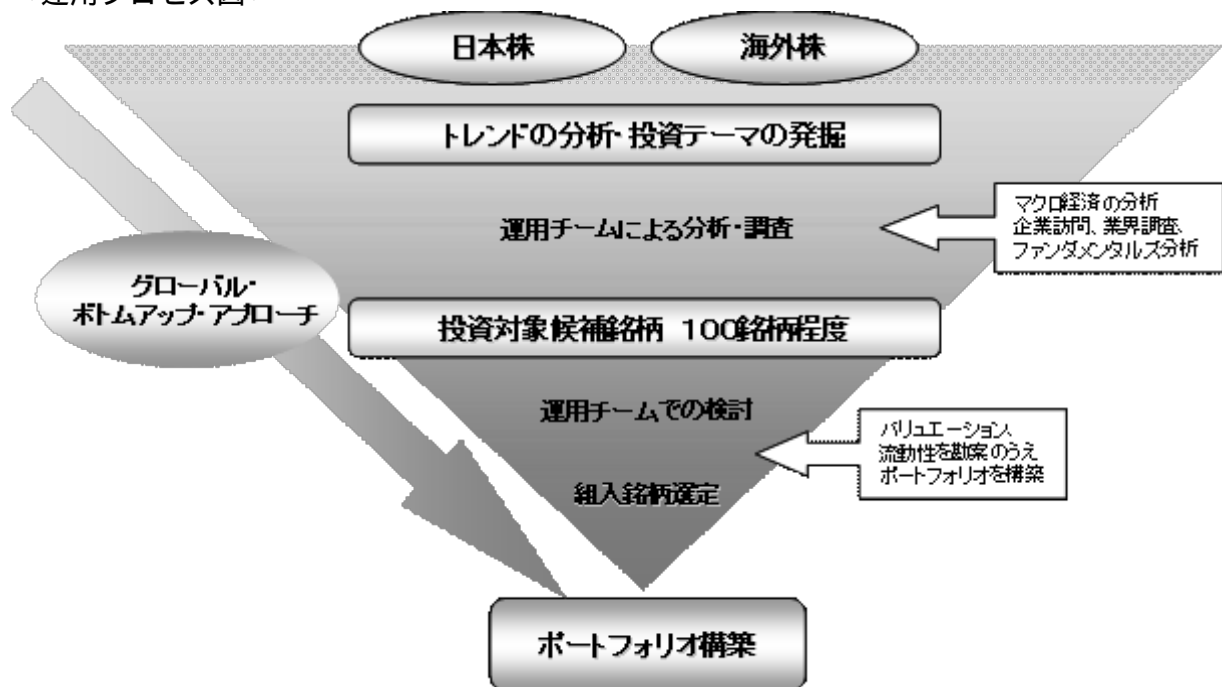 運用プロセス図
日本株
海外株
トレンドの分析・投資テーマの発掘
運用チームによる分析・調査
マクロ経済の分析
企業訪問、業界調査、
ファンダメンタルズ分析
グローバル・
ボトムアップ・アプローチ
投資対象候補銘柄 100銘柄程度
運用チームでの検討
バリュエーション、
流動性を勘案のうえ
ポートフォリオを構築
組入銘柄選定
ポートフォリオ構築